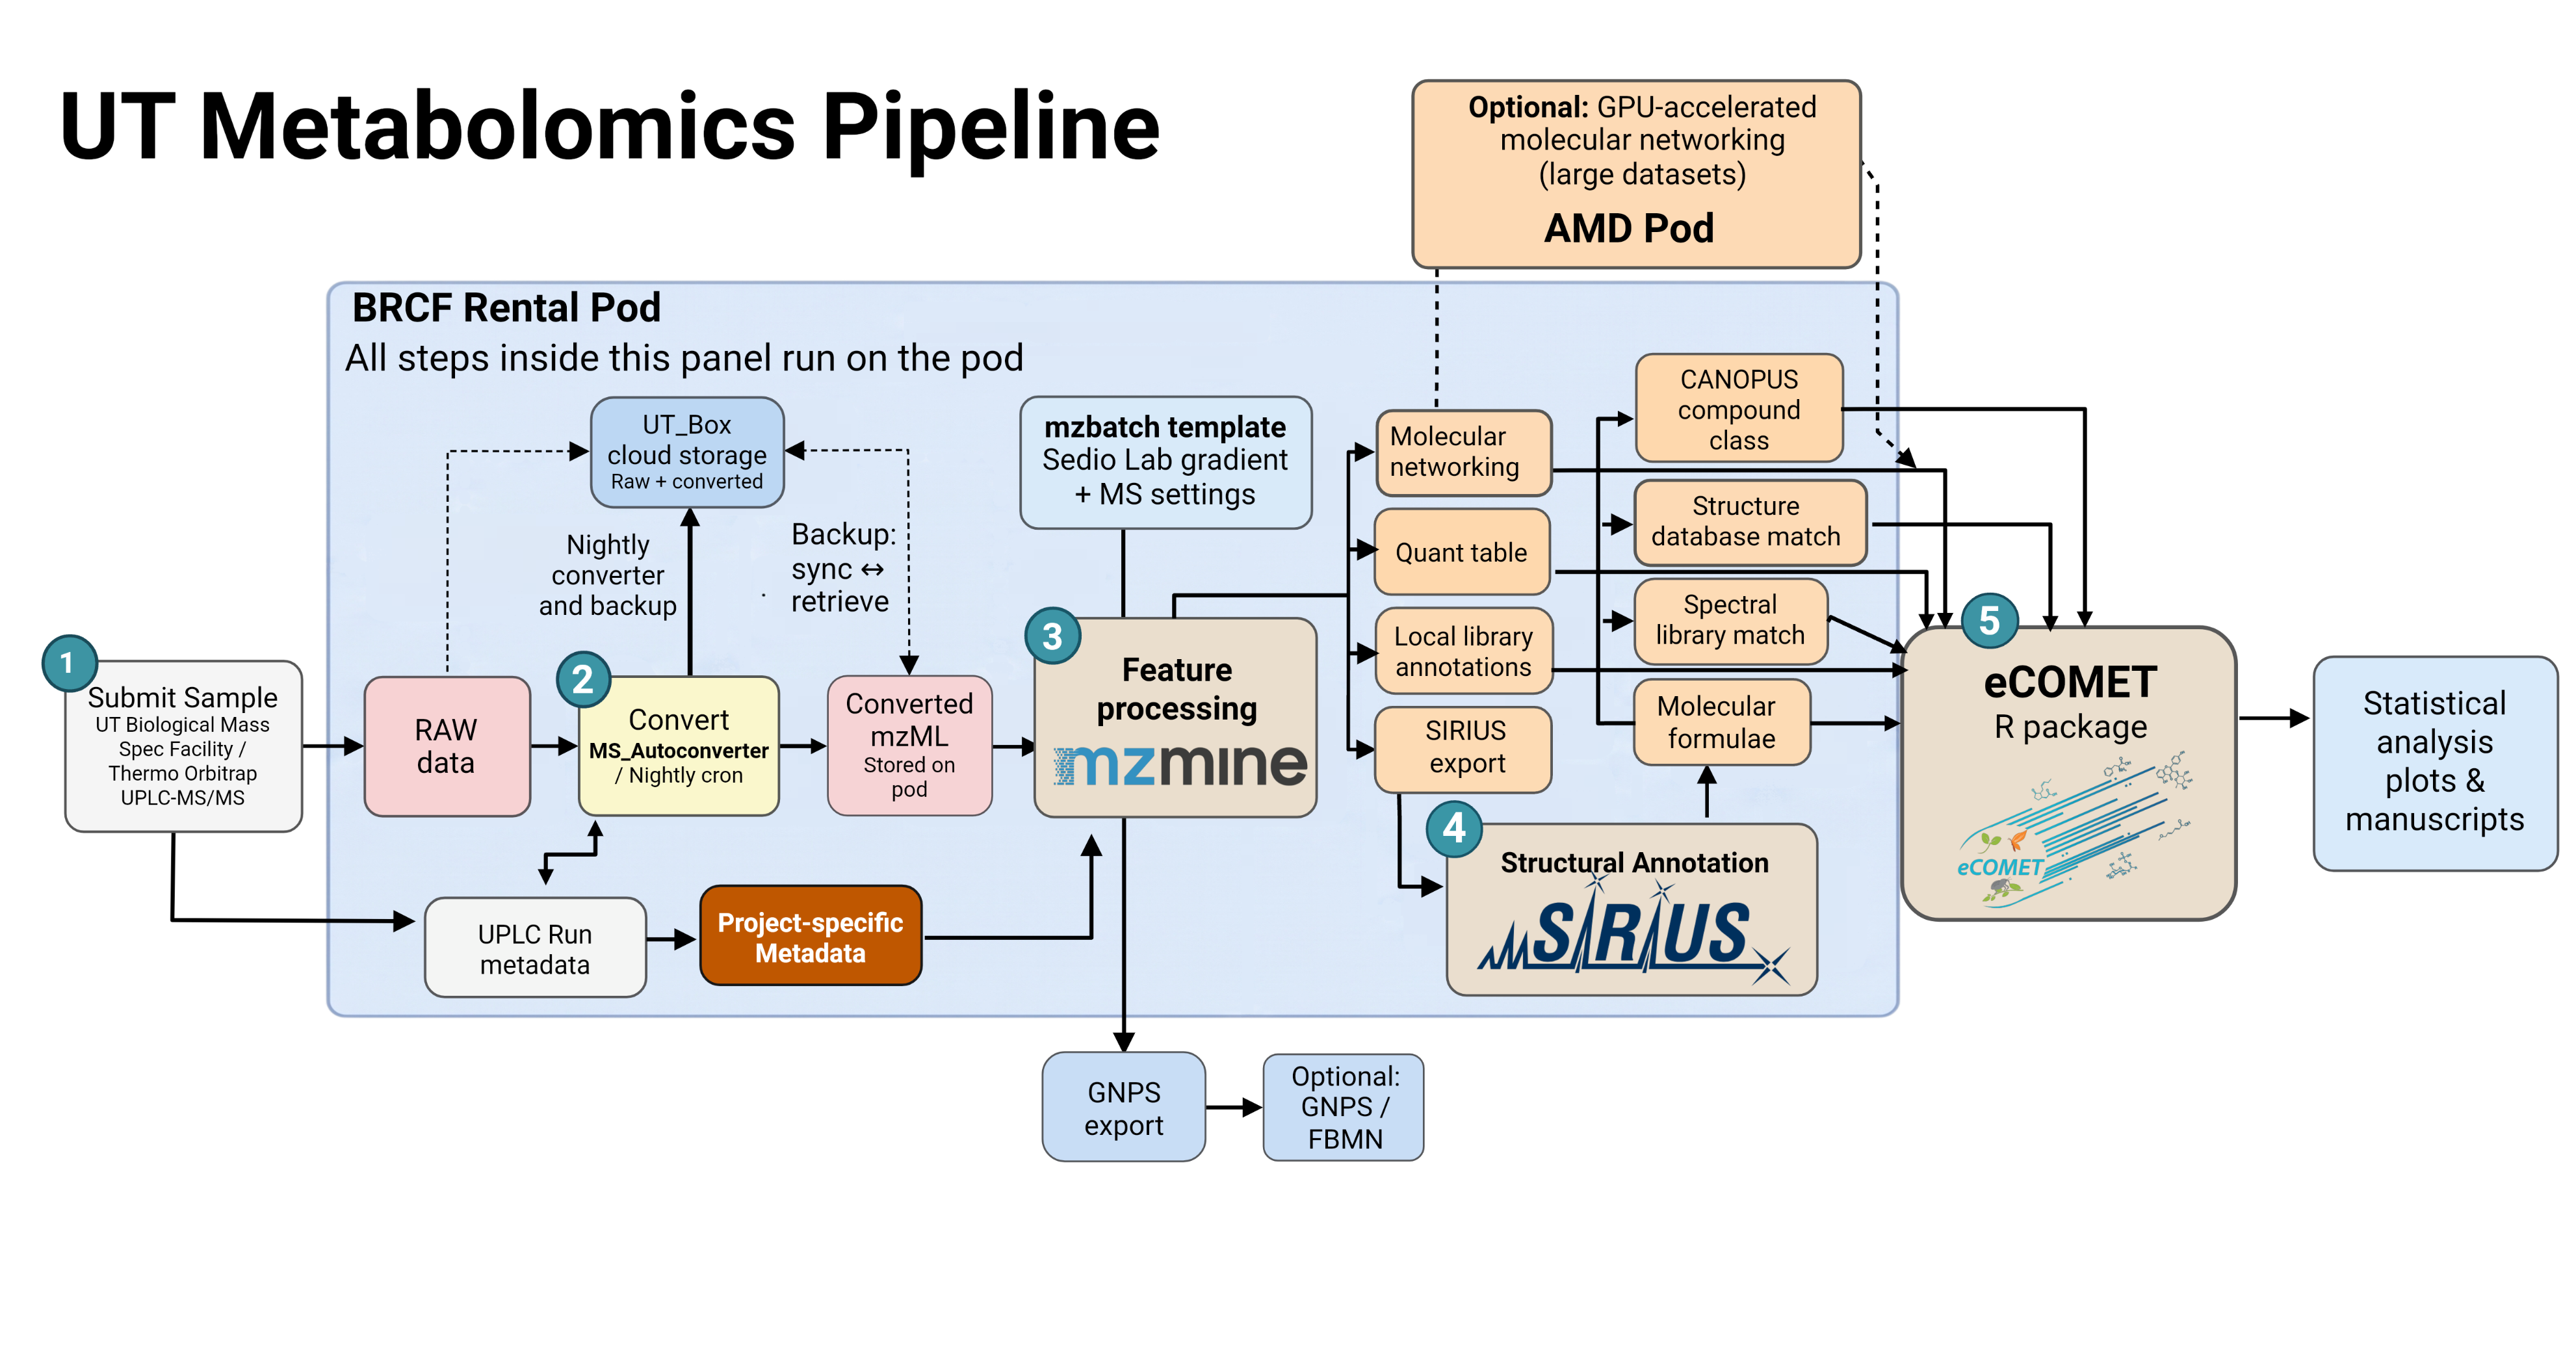 UT Metabolomics Pipeline
Optional: GPU-accelerated
molecular networking
(large datasets)
AMD Pod
BRCF Rental Pod
All steps inside this panel run on the pod
UT_Box
cloud storage
Raw + converted
Nightly
converter
and backup
Backup:
sync ↔
retrieve
mzbatch template
Sedio Lab gradient
+ MS settings
1
Submit Sample
UT Biological Mass
Spec Facility /
Thermo Orbitrap
UPLC-MS/MS
RAW
data
2
Convert
MS_Autoconverter
/ Nightly cron
Converted
mzML
Stored on
pod
UPLC Run
metadata
Project-specific
Metadata
3
Feature
processing
mzmine
Molecular
networking
Quant table
Local library
annotations
SIRIUS
export
CANOPUS
compound
class
Structure
database match
Spectral
library match
Molecular
formulae
4
Structural Annotation
SIRIUS
5
eCOMET
R package
eCOMET
Statistical
analysis
plots &
manuscripts
GNPS
export
Optional:
GNPS /
FBMN